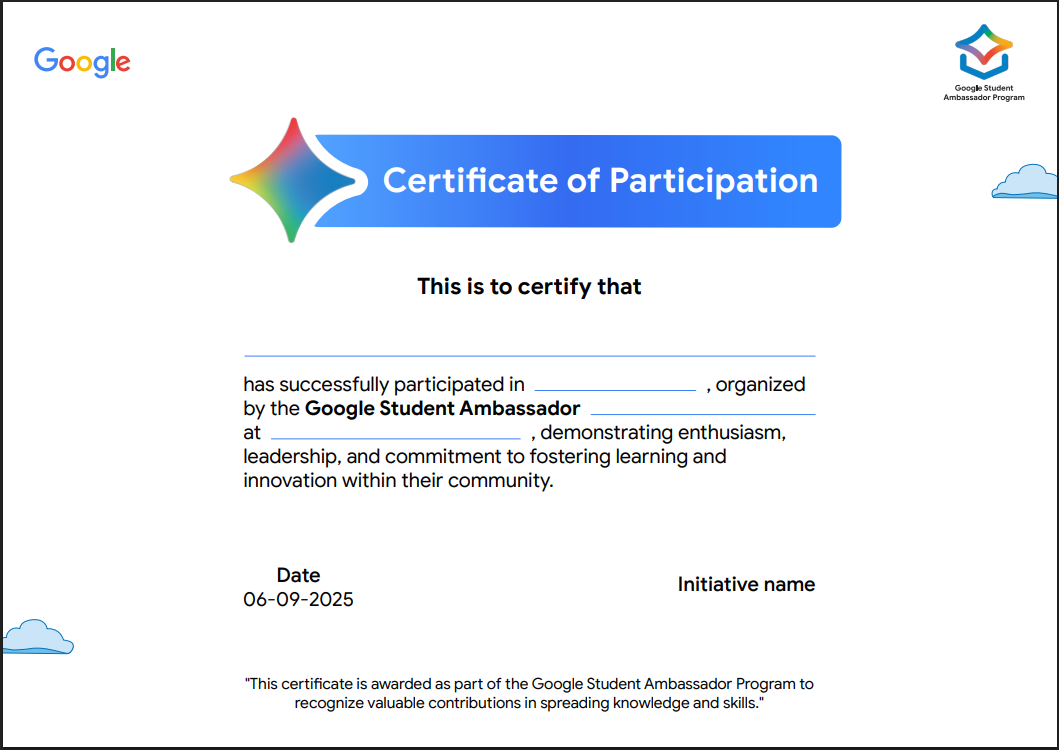 Google
Google Student
Ambassador Program
Certificate of Participation
This is to certify that
has successfully participated in , organized
by the Google Student Ambassador
at , demonstrating enthusiasm,
leadership, and commitment to fostering learning and
innovation within their community.
Date
06-09-2025
Initiative name
"This certificate is awarded as part of the Google Student Ambassador Program to
recognize valuable contributions in spreading knowledge and skills."